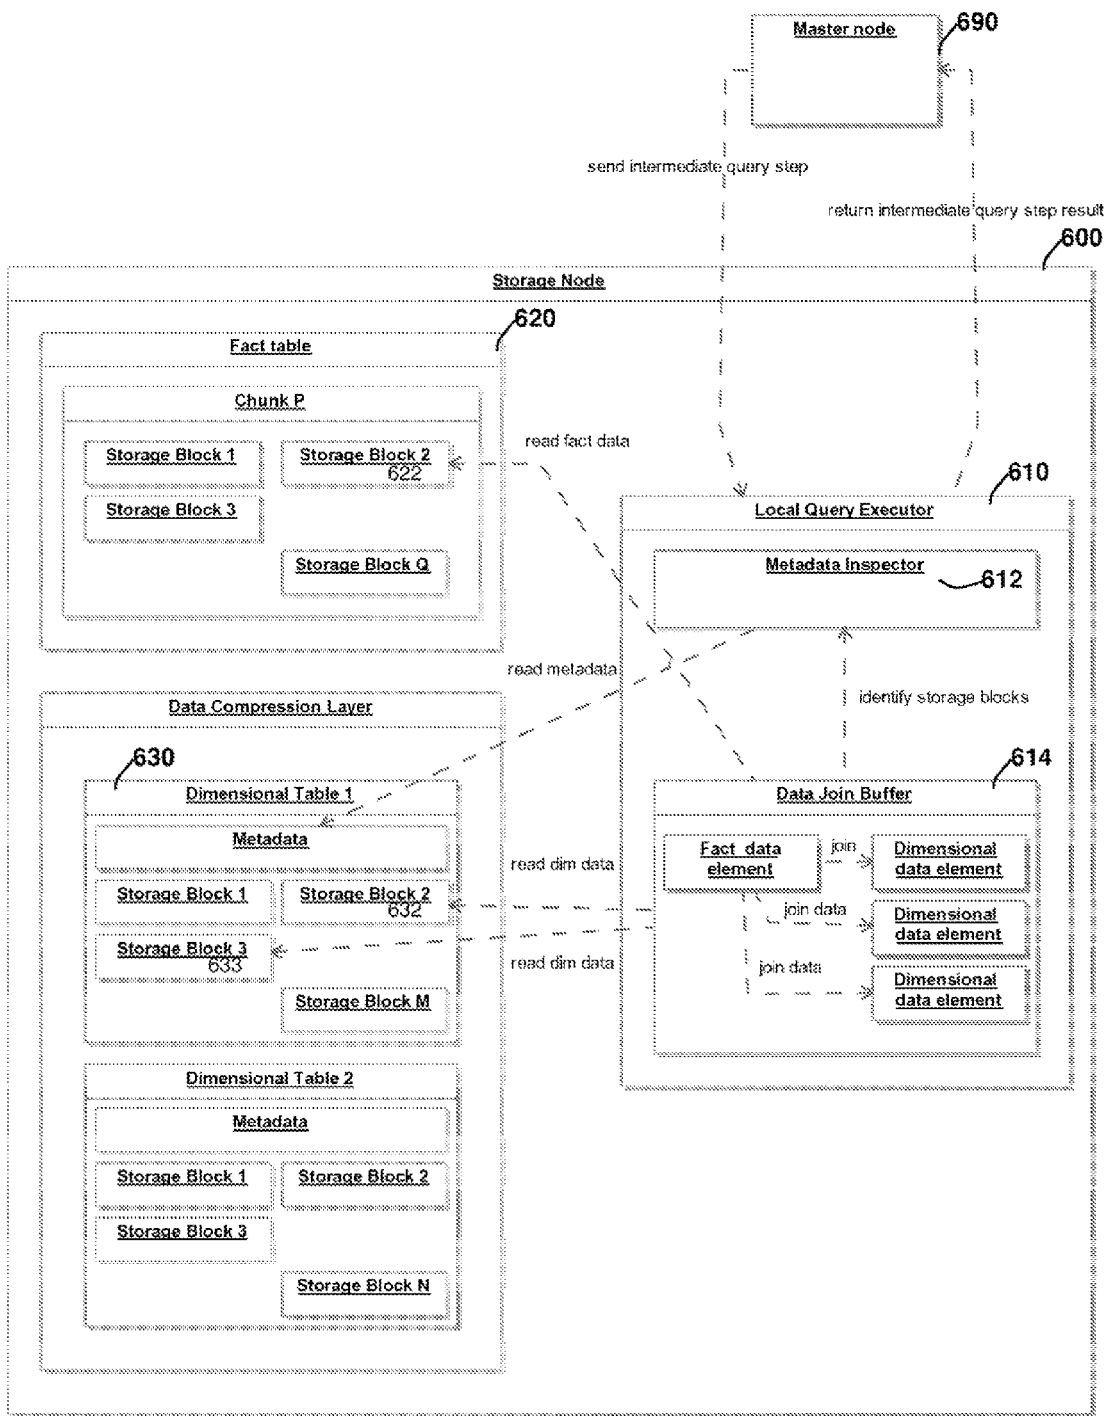 690
Master node
send intermediate query step
return intermediate query step result
600
Storage Node
620
Fact table
Chunk P
Storage Block 1
Storage Block 2
622
Storage Block 3
Storage Block Q
read fact data
610
Local Query Executor
Metadata Inspector
612
read metadata
identify storage blocks
Data Compression Layer
630
Dimensional Table 1
Metadata
Storage Block 1
Storage Block 2
632
Storage Block 3
633
Storage Block M
read dim data
read dim data
614
Data Join Buffer
Fact data
element
join
Dimensional
data element
join data
Dimensional
data element
join data
Dimensional
data element
Dimensional Table 2
Metadata
Storage Block 1
Storage Block 2
Storage Block 3
Storage Block N